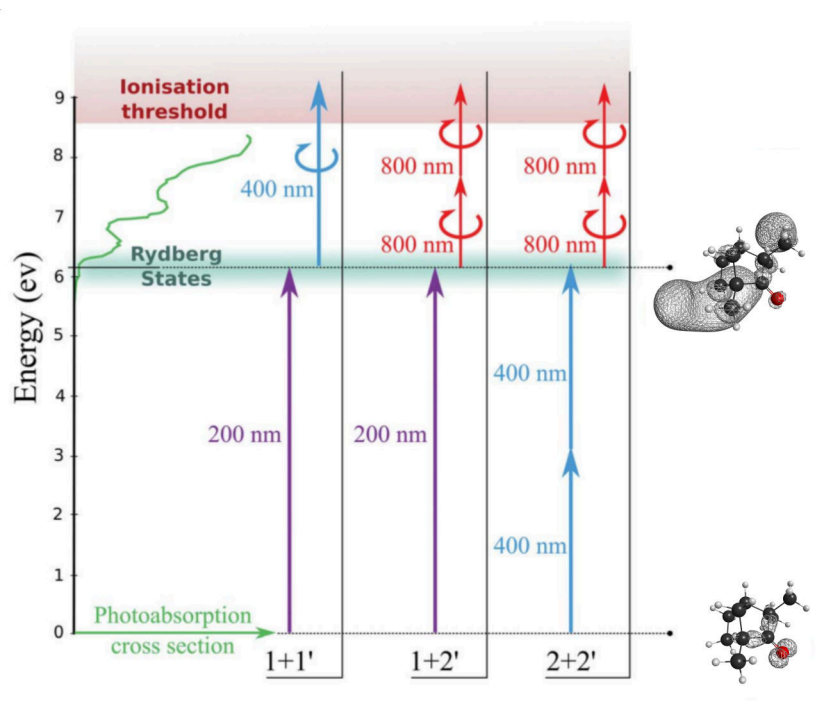 Ionisation
threshold
9
8
7
6
5
4
3
2
1
0
Energy (ev)
400 nm
800 nm
800 nm
800 nm
800 nm
Rydberg
States
200 nm
200 nm
400 nm
400 nm
Photoabsorption
cross section
1+1'
1+2'
2+2'